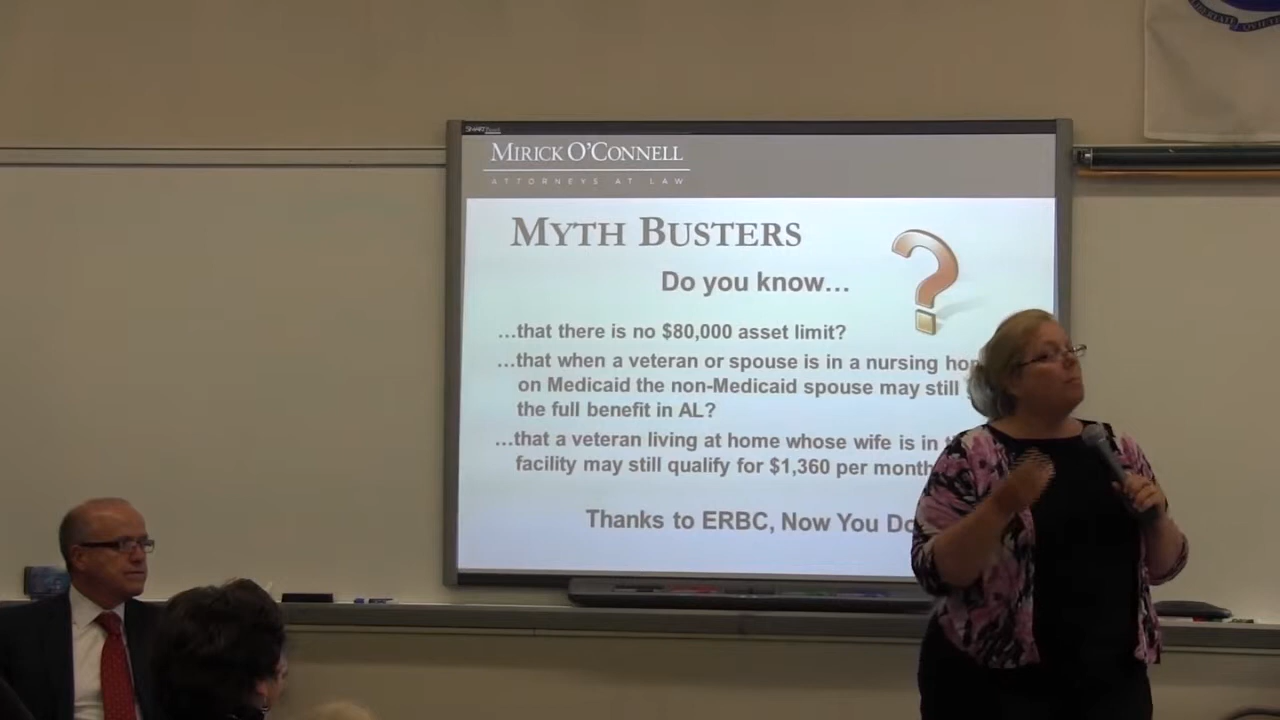 SMART Board
MIRICK O'CONNELL
ATTORNEYS AT LAW
MYTH BUSTERS
Do you know…
…that there is no $80,000 asset limit?
…that when a veteran or spouse is in a nursing
on Medicaid the non-Medicaid spouse may still
the full benefit in AL?
…that a veteran living at home whose wife is in
facility may still qualify for $1,360 per month
Thanks to ERBC, Now You Do